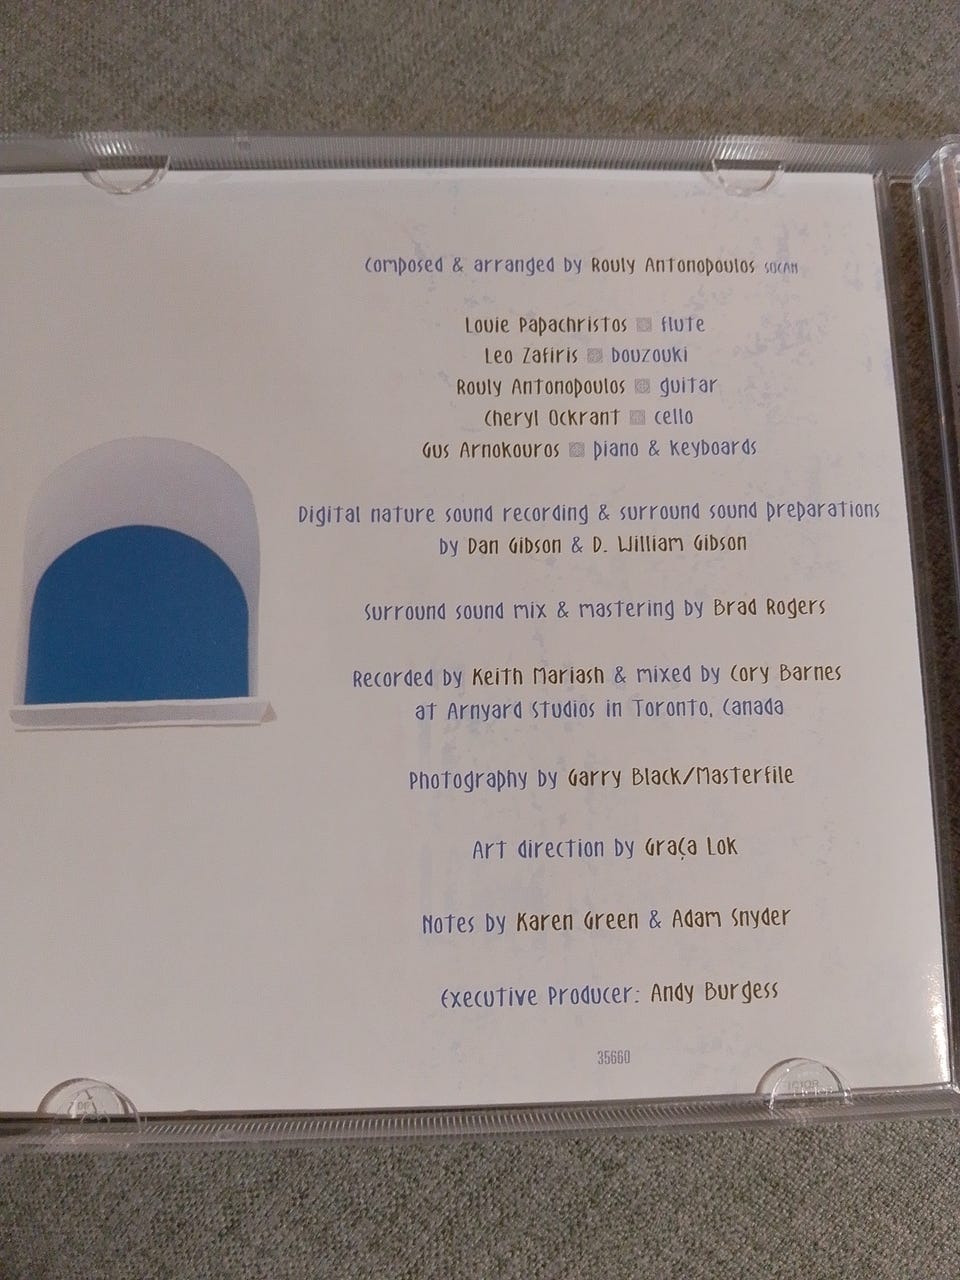 Composed & arranged by Rouly Antonopoulos SOCAN
Louie Papachristos flute
Leo Zafiris bouzouki
Rouly Antonopoulos guitar
Cheryl Ockrant cello
Gus Arnokouros piano & keyboards
Digital nature sound recording & surround sound preparations
by Dan Gibson & D. William Gibson
Surround sound mix & mastering by Brad Rogers
Recorded by Keith Mariash & mixed by Cory Barnes
at Arnyard Studios in Toronto, Canada
Photography by Garry Black/Masterfile
Art direction by Graça Lok
Notes by Karen Green & Adam Snyder
Executive Producer: Andy Burgess
35660